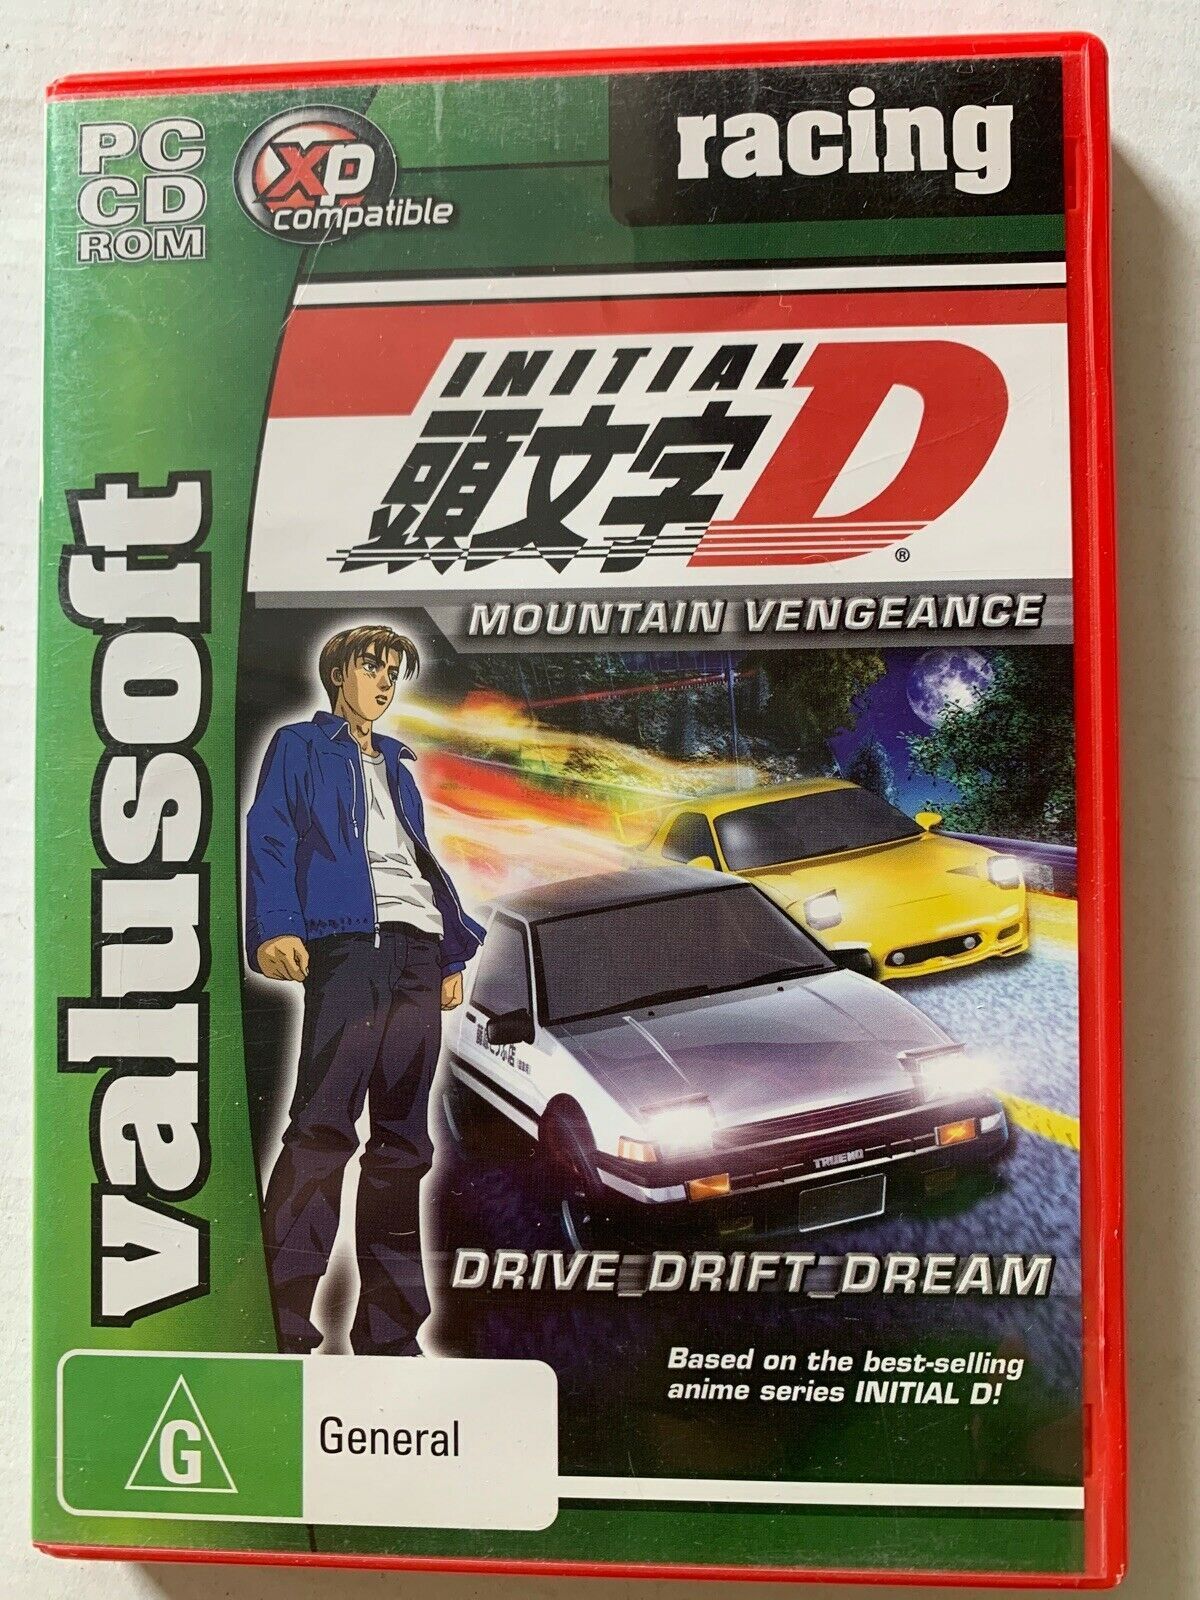 PC
CD
ROM
XP
compatible
racing
INITIAL
頭文字D
®
MOUNTAIN VENGEANCE
valusoft
TRUENO
DRIVE_DRIFT_DREAM
Based on the best-selling
anime series INITIAL D!
G
General